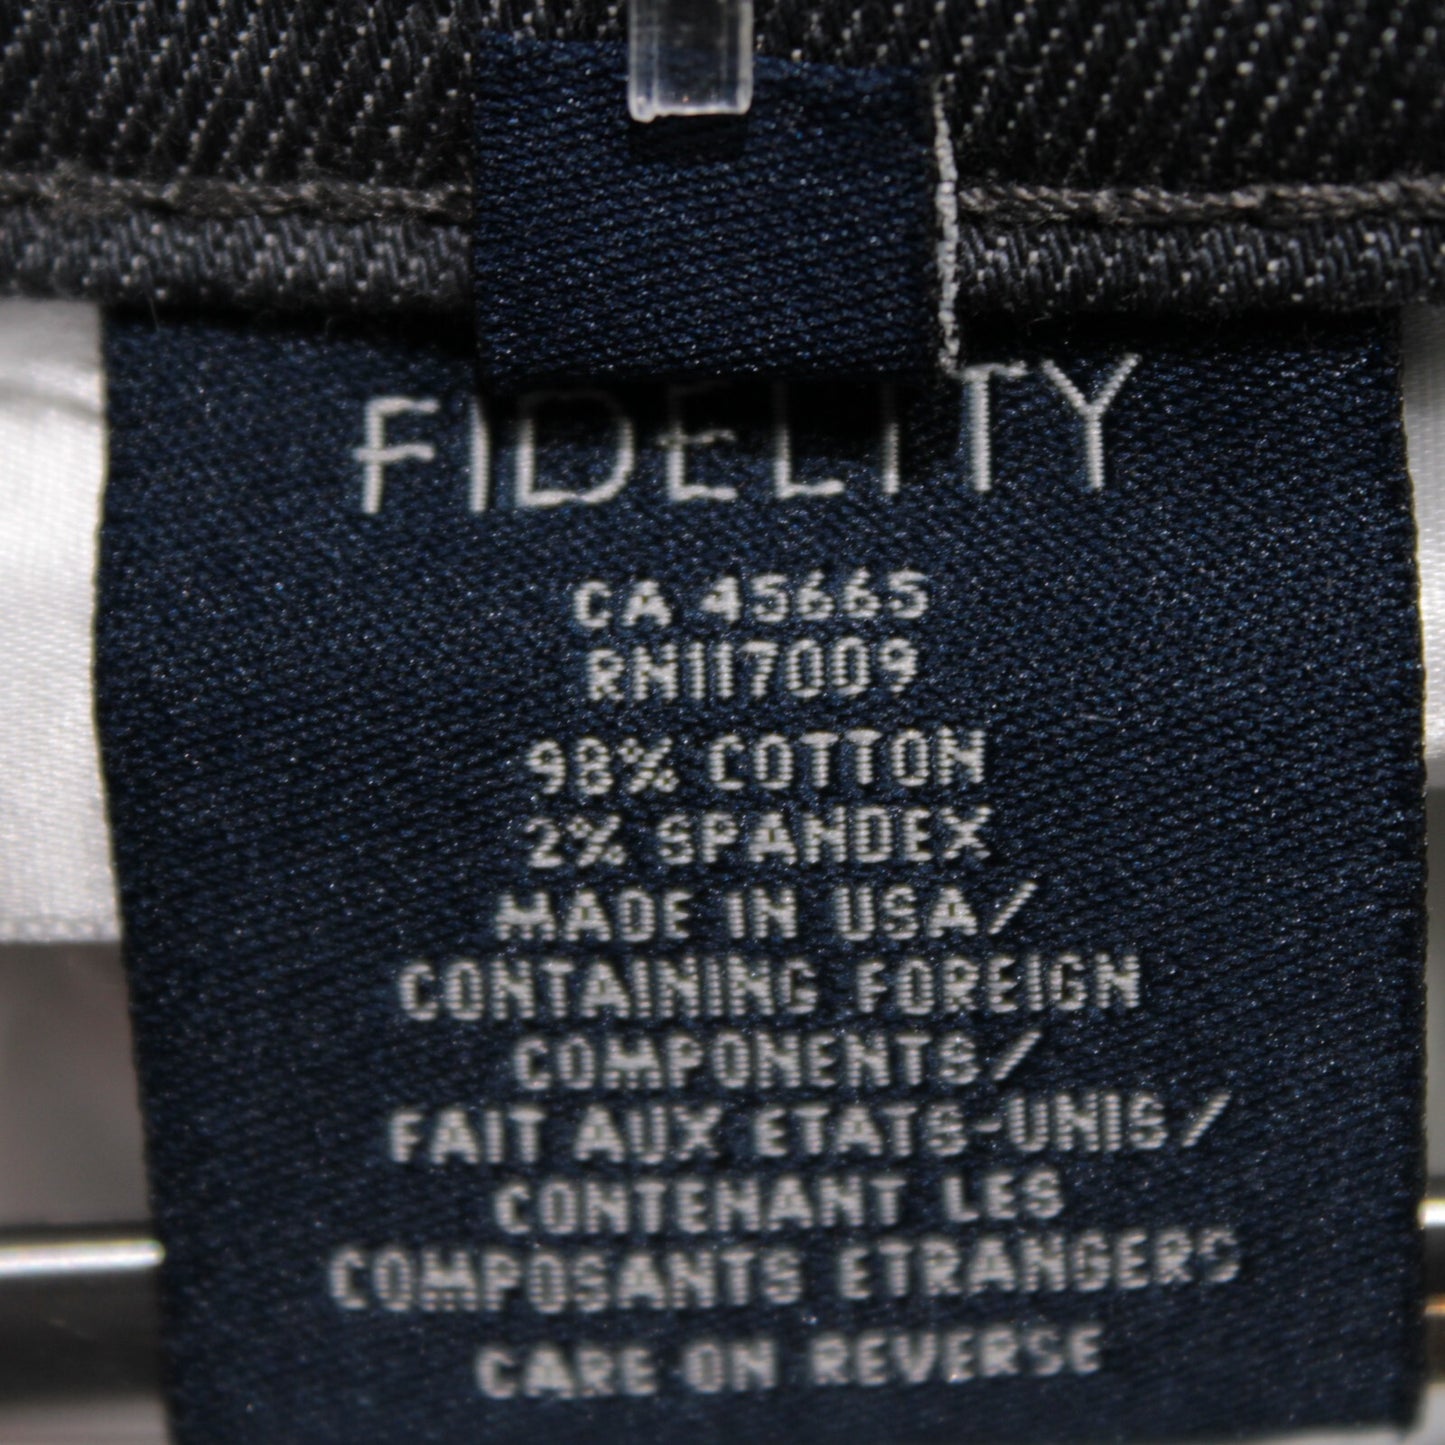 FIDELITY
CA 45665
RN117009
98% COTTON
2% SPANDEX
MADE IN USA/
CONTAINING FOREIGN
COMPONENTS/
FAIT AUX ETATS-UNIS/
CONTENANT LES
COMPOSANTS ETRANGERS
CARE ON REVERSE